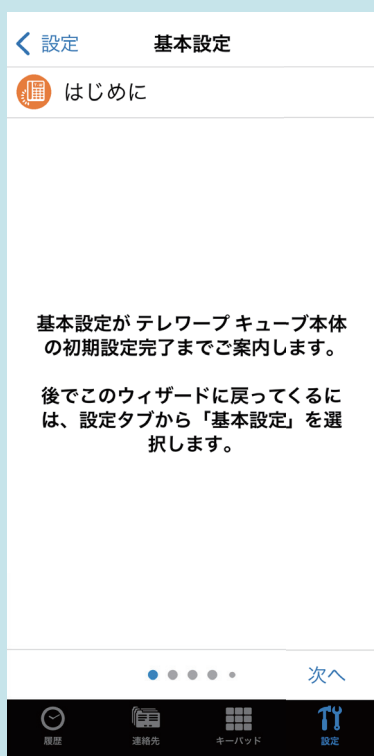 設定
基本設定
はじめに
基本設定が テレワープ キューブ本体
の初期設定完了までご案内します。
後でこのウィザードに戻ってくるに
は、設定タブから「基本設定」を選
択します。
次へ
履歴
連絡先
キーパッド
設定